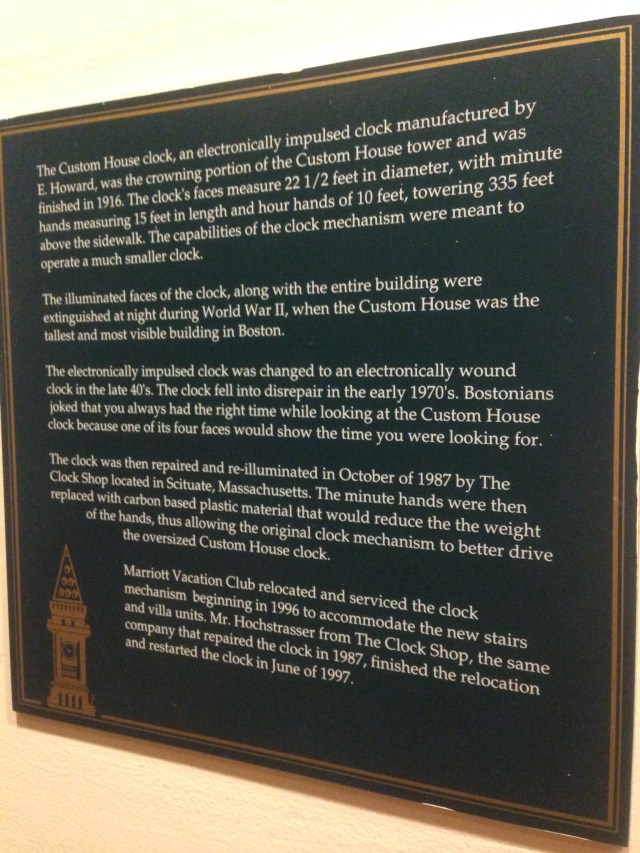 The Custom House clock, an electronically impulsed clock manufactured by
E. Howard, was the crowning portion of the Custom House tower and was
finished in 1916. The clock's faces measure 22 1/2 feet in diameter, with minute
hands measuring 15 feet in length and hour hands of 10 feet, towering 335 feet
above the sidewalk. The capabilities of the clock mechanism were meant to
operate a much smaller clock.
The illuminated faces of the clock, along with the entire building were
extinguished at night during World War II, when the Custom House was the
tallest and most visible building in Boston.
The electronically impulsed clock was changed to an electronically wound
clock in the late 40's. The clock fell into disrepair in the early 1970's. Bostonians
joked that you always had the right time while looking at the Custom House
clock because one of its four faces would show the time you were looking for.
The clock was then repaired and re-illuminated in October of 1987 by The
Clock Shop located in Scituate, Massachusetts. The minute hands were then
replaced with carbon based plastic material that would reduce the the weight
of the hands, thus allowing the original clock mechanism to better drive
the oversized Custom House clock.
Marriott Vacation Club relocated and serviced the clock
mechanism beginning in 1996 to accommodate the new stairs
and villa units. Mr. Hochstrasser from The Clock Shop, the same
company that repaired the clock in 1987, finished the relocation
and restarted the clock in June of 1997.